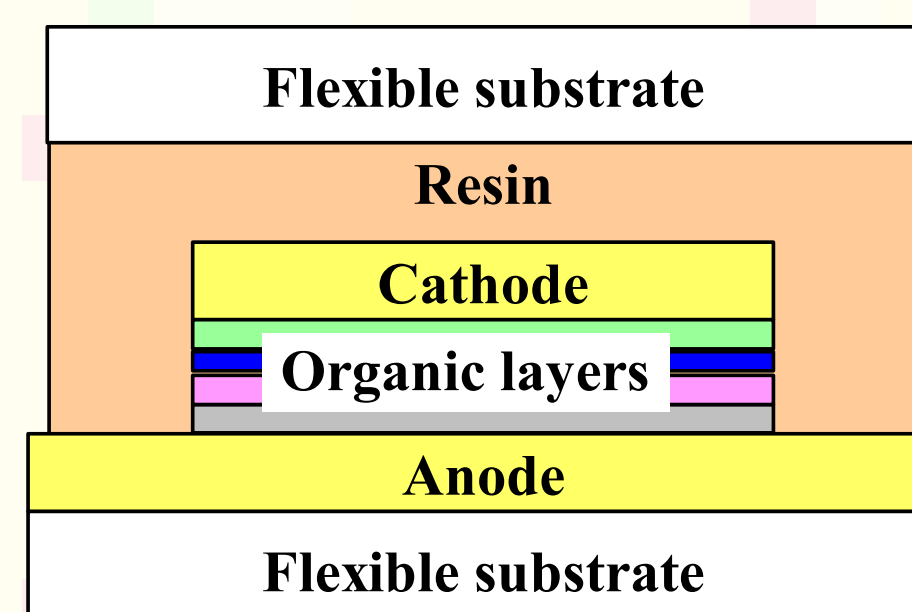 Flexible substrate
Resin
Cathode
Organic layers
Anode
Flexible substrate